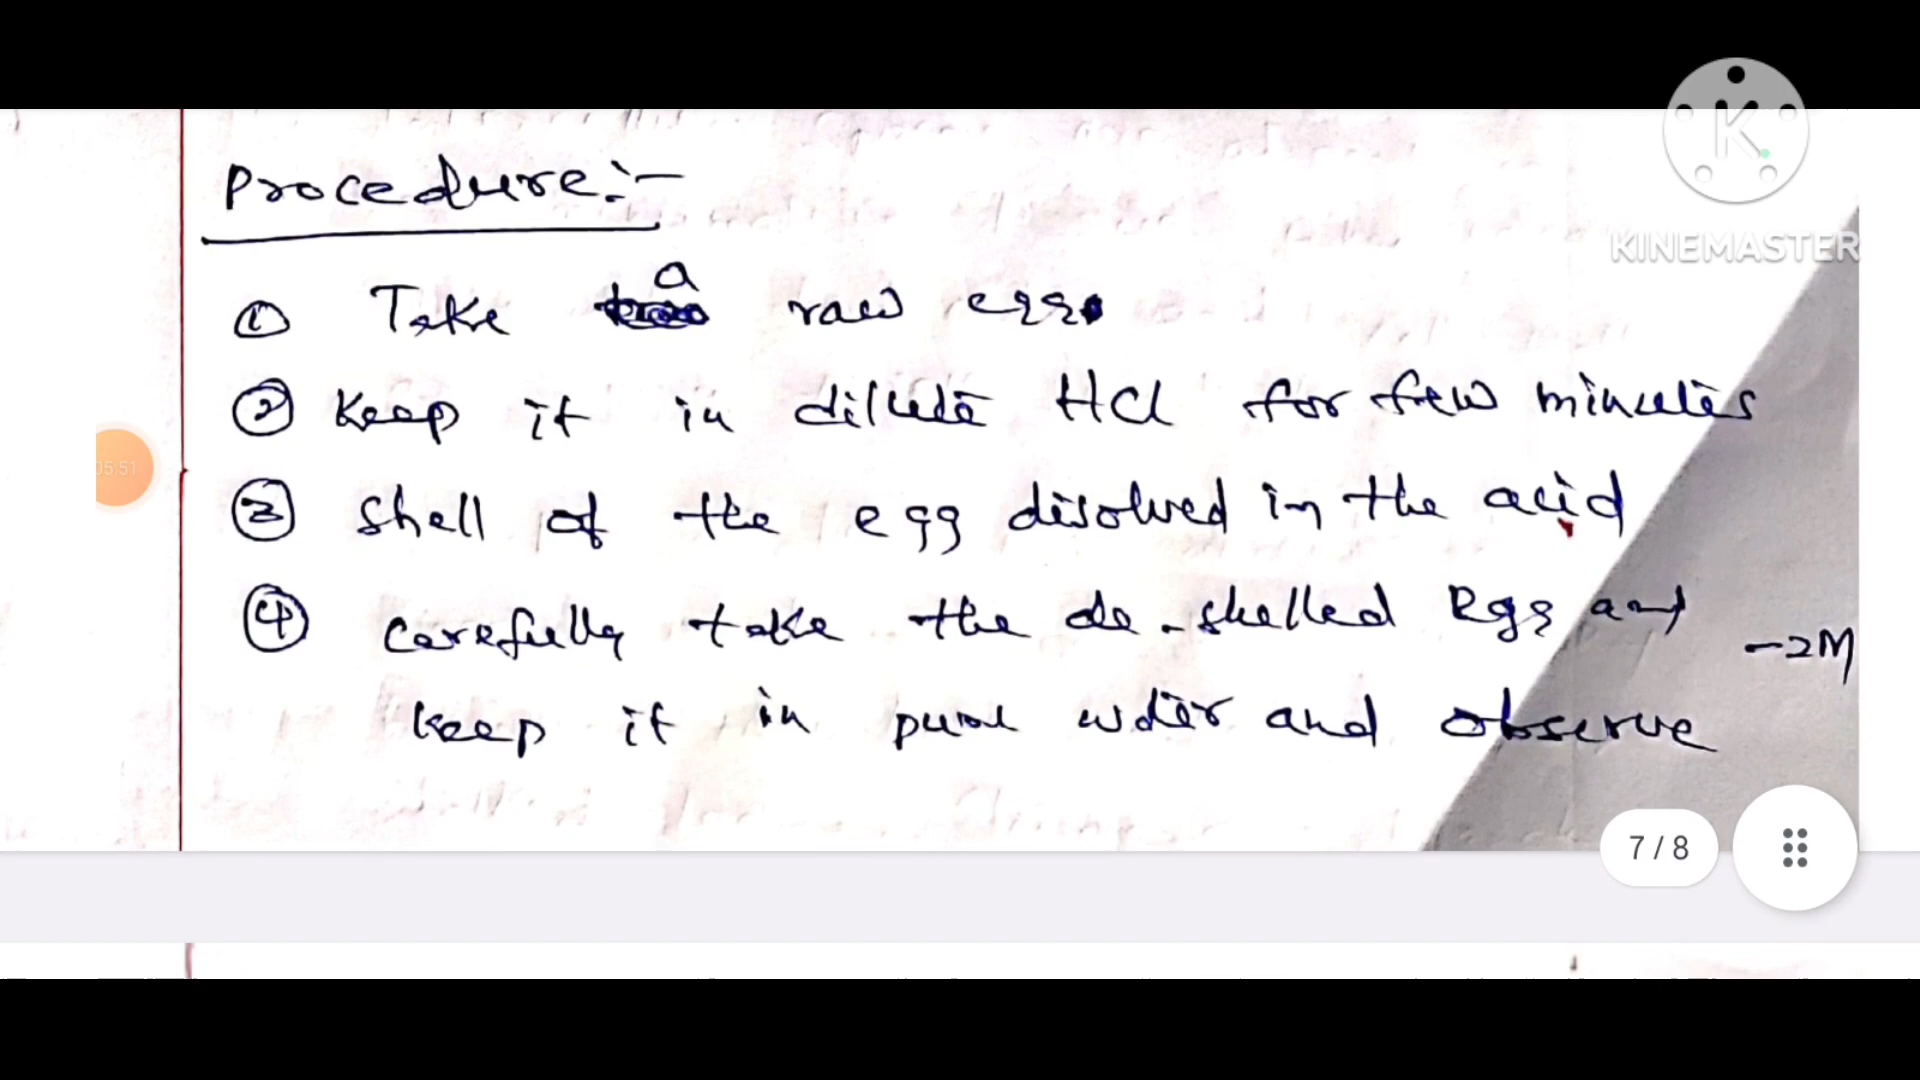 Procedure:-
① Take a raw egg
② Keep it in dilute HCl for few minutes
③ Shell of the egg disolved in the acid
④ Carefully take the de-shelled Egg and
-2M
keep it in pure water and observe
KINEMASTER
05:51
7 / 8